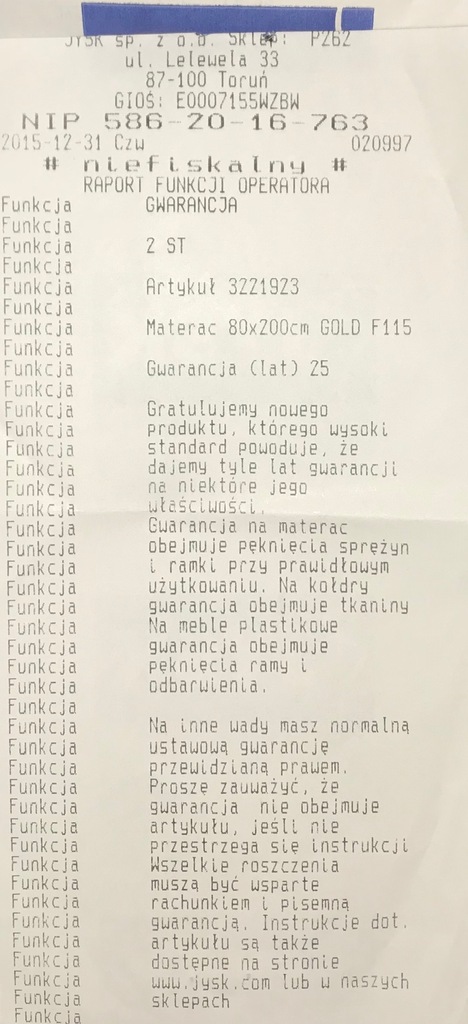 JYSK sp. z o.o. Sklep: P262
ul. Lelewela 33
87-100 Toruń
GIOŚ: E0007155WZBW
NIP 586-20-16-763
2015-12-31 Czw 020997
# niefiskalny #
RAPORT FUNKCJI OPERATORA
Funkcja GWARANCJA
Funkcja
Funkcja 2 ST
Funkcja
Funkcja Artykuł 3221923
Funkcja
Funkcja Materac 80x200cm GOLD F115
Funkcja
Funkcja Gwarancja (lat) 25
Funkcja
Funkcja Gratulujemy nowego
Funkcja produktu, którego wysoki
Funkcja standard powoduje, że
Funkcja dajemy tyle lat gwarancji
Funkcja na niektóre jego
Funkcja właściwości.
Funkcja Gwarancja na materac
Funkcja obejmuje pęknięcia sprężyn
Funkcja i ramki przy prawidłowym
Funkcja użytkowaniu. Na kołdry
Funkcja gwarancja obejmuje tkaniny
Funkcja Na meble plastikowe
Funkcja gwarancja obejmuje
Funkcja pęknięcia ramy i
Funkcja odbarwienia.
Funkcja
Funkcja Na inne wady masz normalną
Funkcja ustawową gwarancję
Funkcja przewidzianą prawem.
Funkcja Proszę zauważyć, że
Funkcja gwarancja nie obejmuje
Funkcja artykułu, jeśli nie
Funkcja przestrzega się instrukcji
Funkcja Wszelkie roszczenia
Funkcja muszą być wsparte
Funkcja rachunkiem i pisemną
Funkcja gwarancją. Instrukcje dot.
Funkcja artykułu są także
Funkcja dostępne na stronie
Funkcja www.jysk.com lub w naszych
Funkcja sklepach
Funkcja